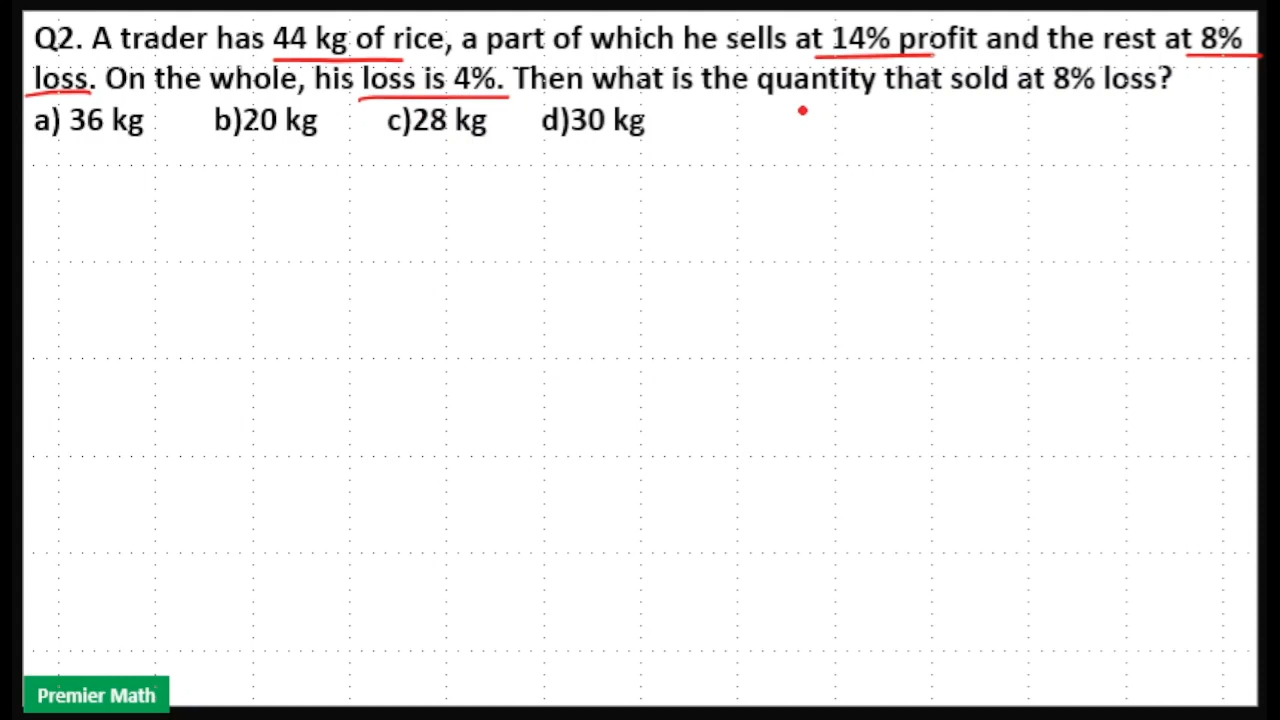 Q2. A trader has 44 kg of rice, a part of which he sells at 14% profit and the rest at 8%
loss. On the whole, his loss is 4%. Then what is the quantity that sold at 8% loss?
a) 36 kg b)20 kg c)28 kg d)30 kg
Premier Math